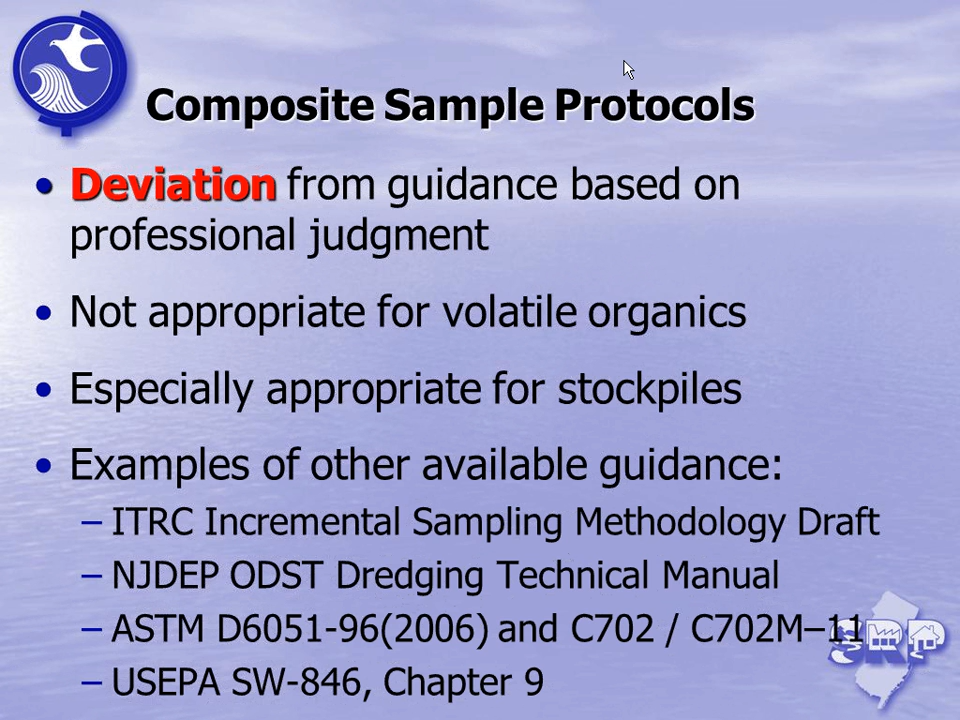 Composite Sample Protocols
• Deviation from guidance based on
professional judgment
• Not appropriate for volatile organics
• Especially appropriate for stockpiles
• Examples of other available guidance:
– ITRC Incremental Sampling Methodology Draft
– NJDEP ODST Dredging Technical Manual
– ASTM D6051-96(2006) and C702 / C702M–11
– USEPA SW-846, Chapter 9
SRP